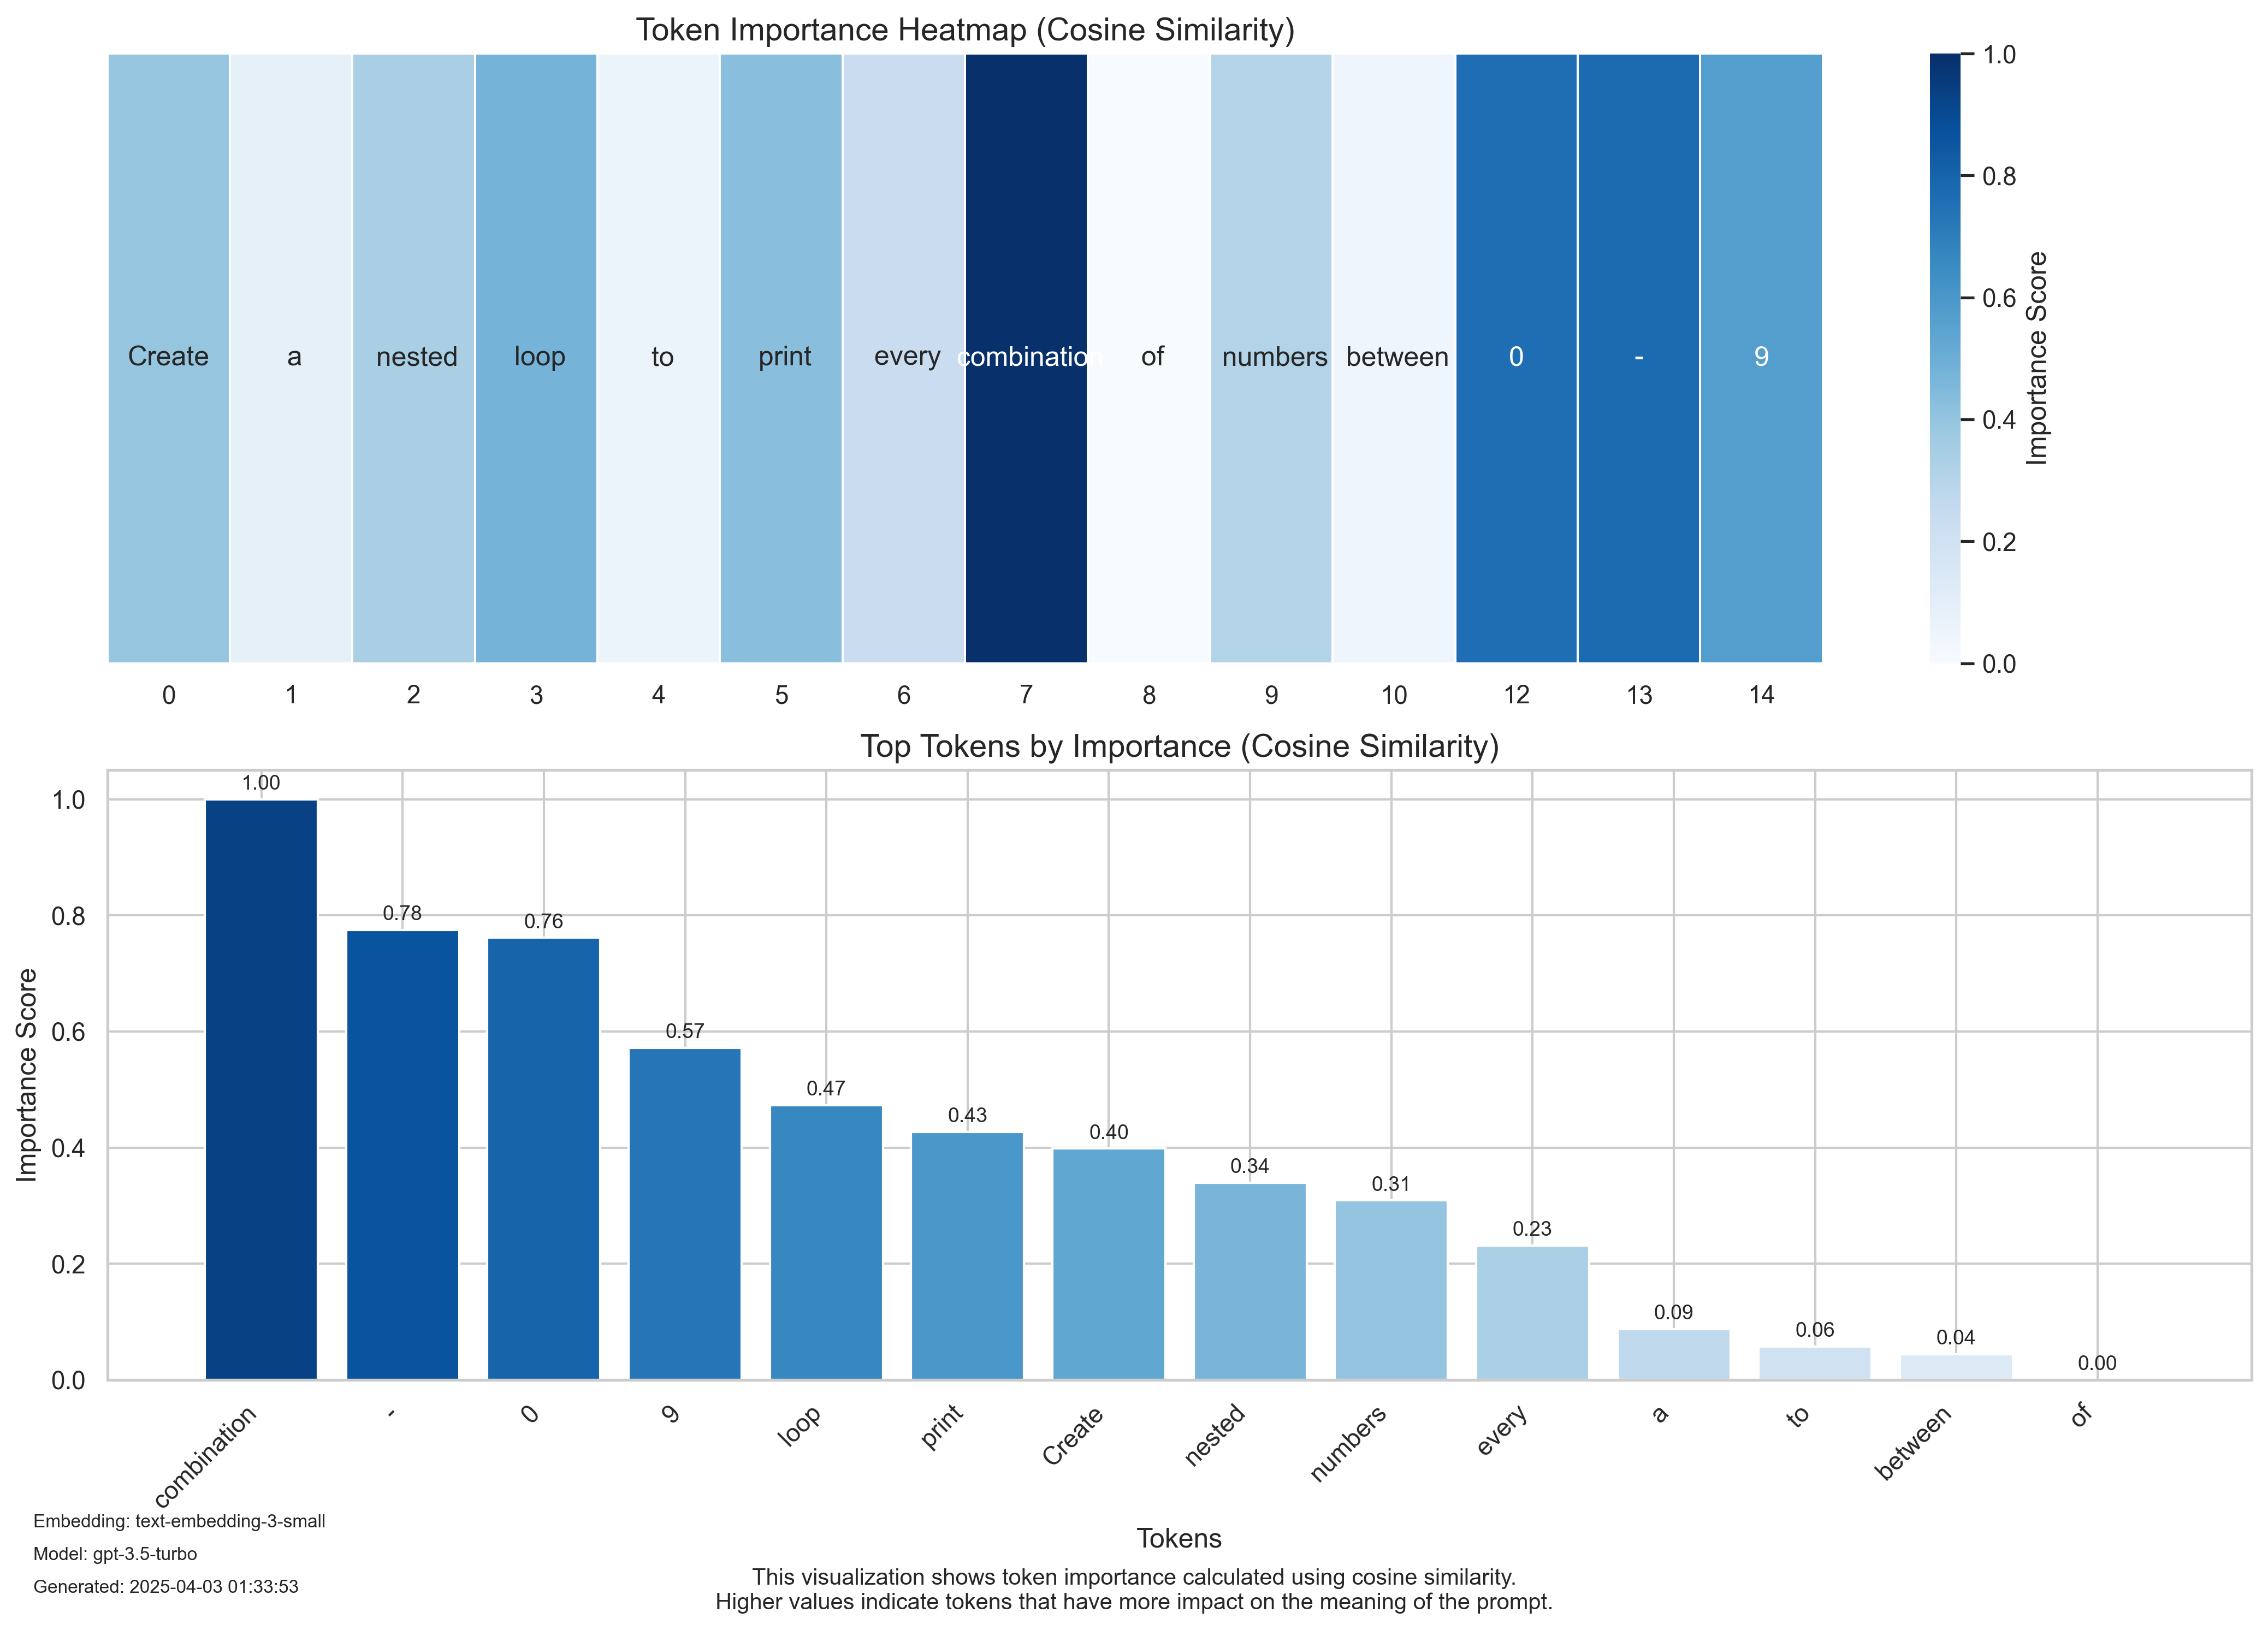 Token Importance Heatmap (Cosine Similarity)
Create a nested loop to print every combination of numbers between 0 - 9
0 1 2 3 4 5 6 7 8 9 10 12 13 14
1.0
0.8
0.6
0.4
0.2
0.0
Importance Score
Top Tokens by Importance (Cosine Similarity)
1.0
0.8
0.6
0.4
0.2
0.0
Importance Score
1.00 0.78 0.76 0.57 0.47 0.43 0.40 0.34 0.31 0.23 0.09 0.06 0.04 0.00
combination - 0 9 loop print Create nested numbers every a to between of
Tokens
Embedding: text-embedding-3-small
Model: gpt-3.5-turbo
Generated: 2025-04-03 01:33:53
This visualization shows token importance calculated using cosine similarity.
Higher values indicate tokens that have more impact on the meaning of the prompt.